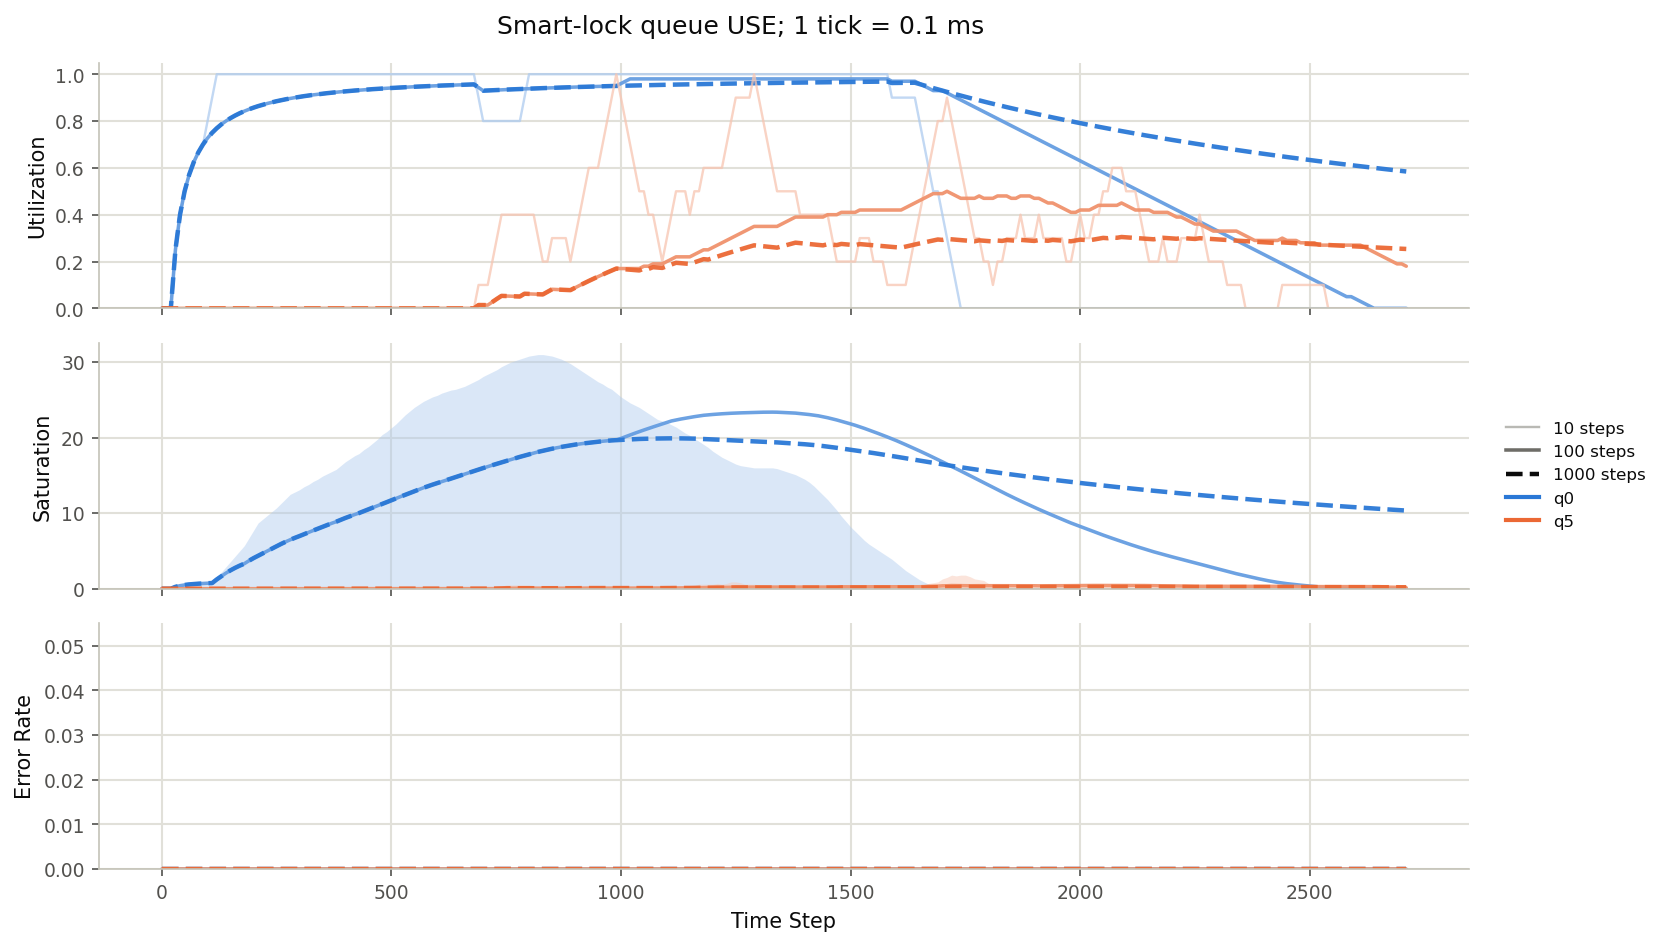 Smart-lock queue USE; 1 tick = 0.1 ms
Utilization
1.0
0.8
0.6
0.4
0.2
0.0
Saturation
30
20
10
0
10 steps
100 steps
1000 steps
q0
q5
Error Rate
0.05
0.04
0.03
0.02
0.01
0.00
0 500 1000 1500 2000 2500
Time Step